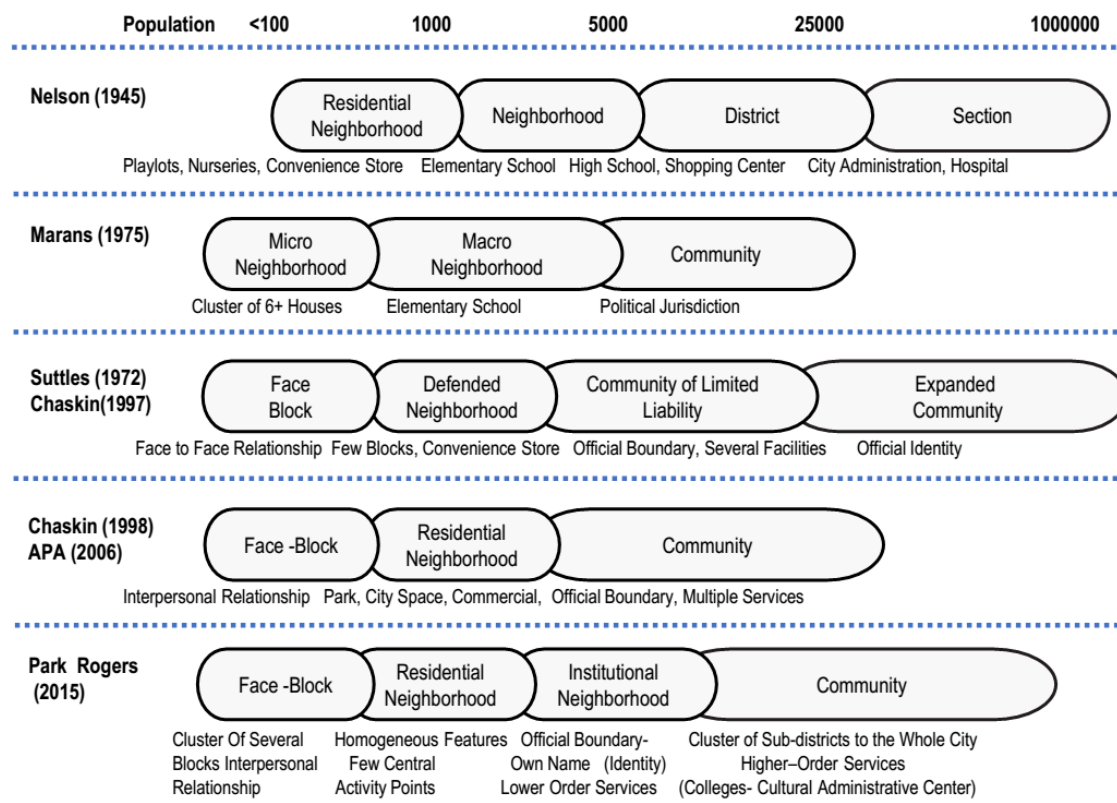 Population <100 1000 5000 25000 1000000
Nelson (1945)
Residential
Neighborhood
Neighborhood
District
Section
Playlots, Nurseries, Convenience Store
Elementary School
High School, Shopping Center
City Administration, Hospital
Marans (1975)
Micro
Neighborhood
Macro
Neighborhood
Community
Cluster of 6+ Houses
Elementary School
Political Jurisdiction
Suttles (1972)
Chaskin(1997)
Face
Block
Defended
Neighborhood
Community of Limited
Liability
Expanded
Community
Face to Face Relationship
Few Blocks, Convenience Store
Official Boundary, Several Facilities
Official Identity
Chaskin (1998)
APA (2006)
Face -Block
Residential
Neighborhood
Community
Interpersonal Relationship
Park, City Space, Commercial,
Official Boundary, Multiple Services
Park Rogers
(2015)
Face -Block
Residential
Neighborhood
Institutional
Neighborhood
Community
Cluster Of Several
Blocks Interpersonal
Relationship
Homogeneous Features
Few Central
Activity Points
Official Boundary-
Own Name (Identity)
Lower Order Services
Cluster of Sub-districts to the Whole City
Higher–Order Services
(Colleges- Cultural Administrative Center)